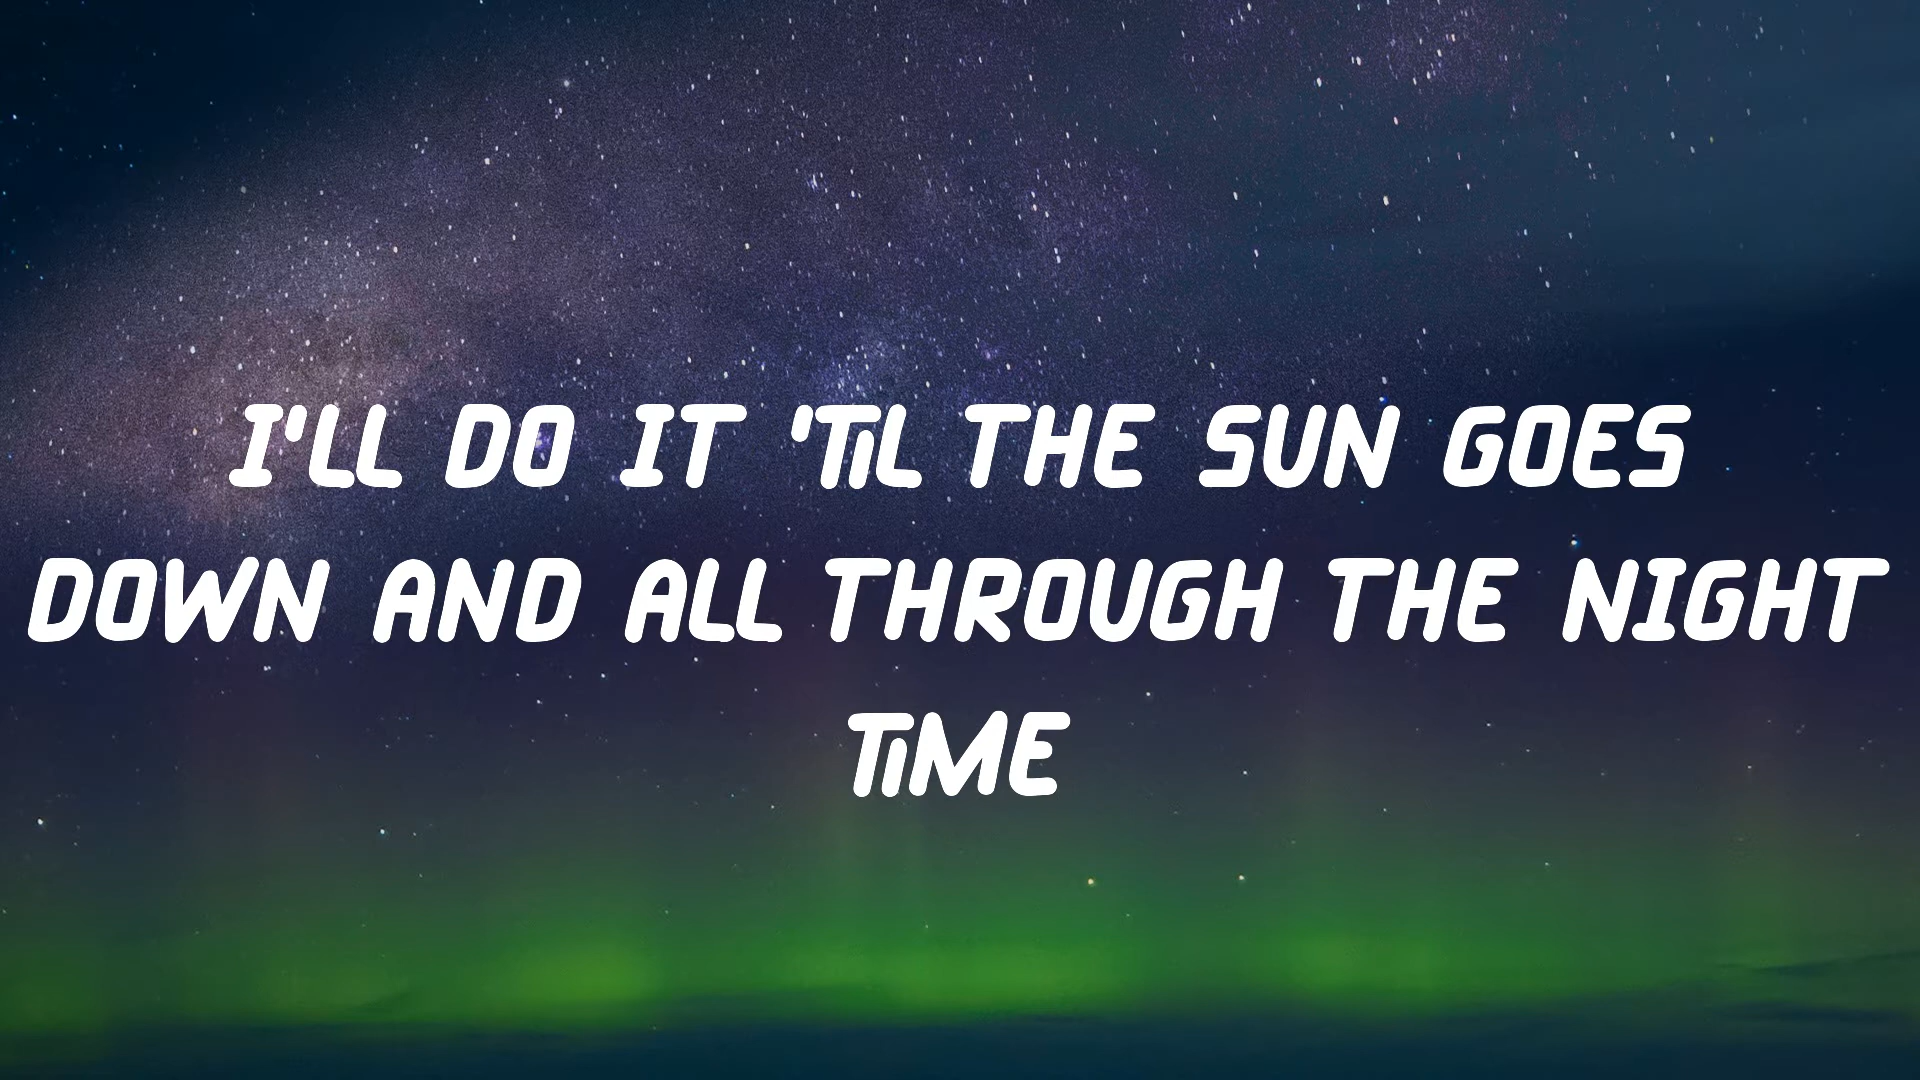 I'LL DO IT 'TIL THE SUN GOES
DOWN AND ALL THROUGH THE NIGHT
TIME